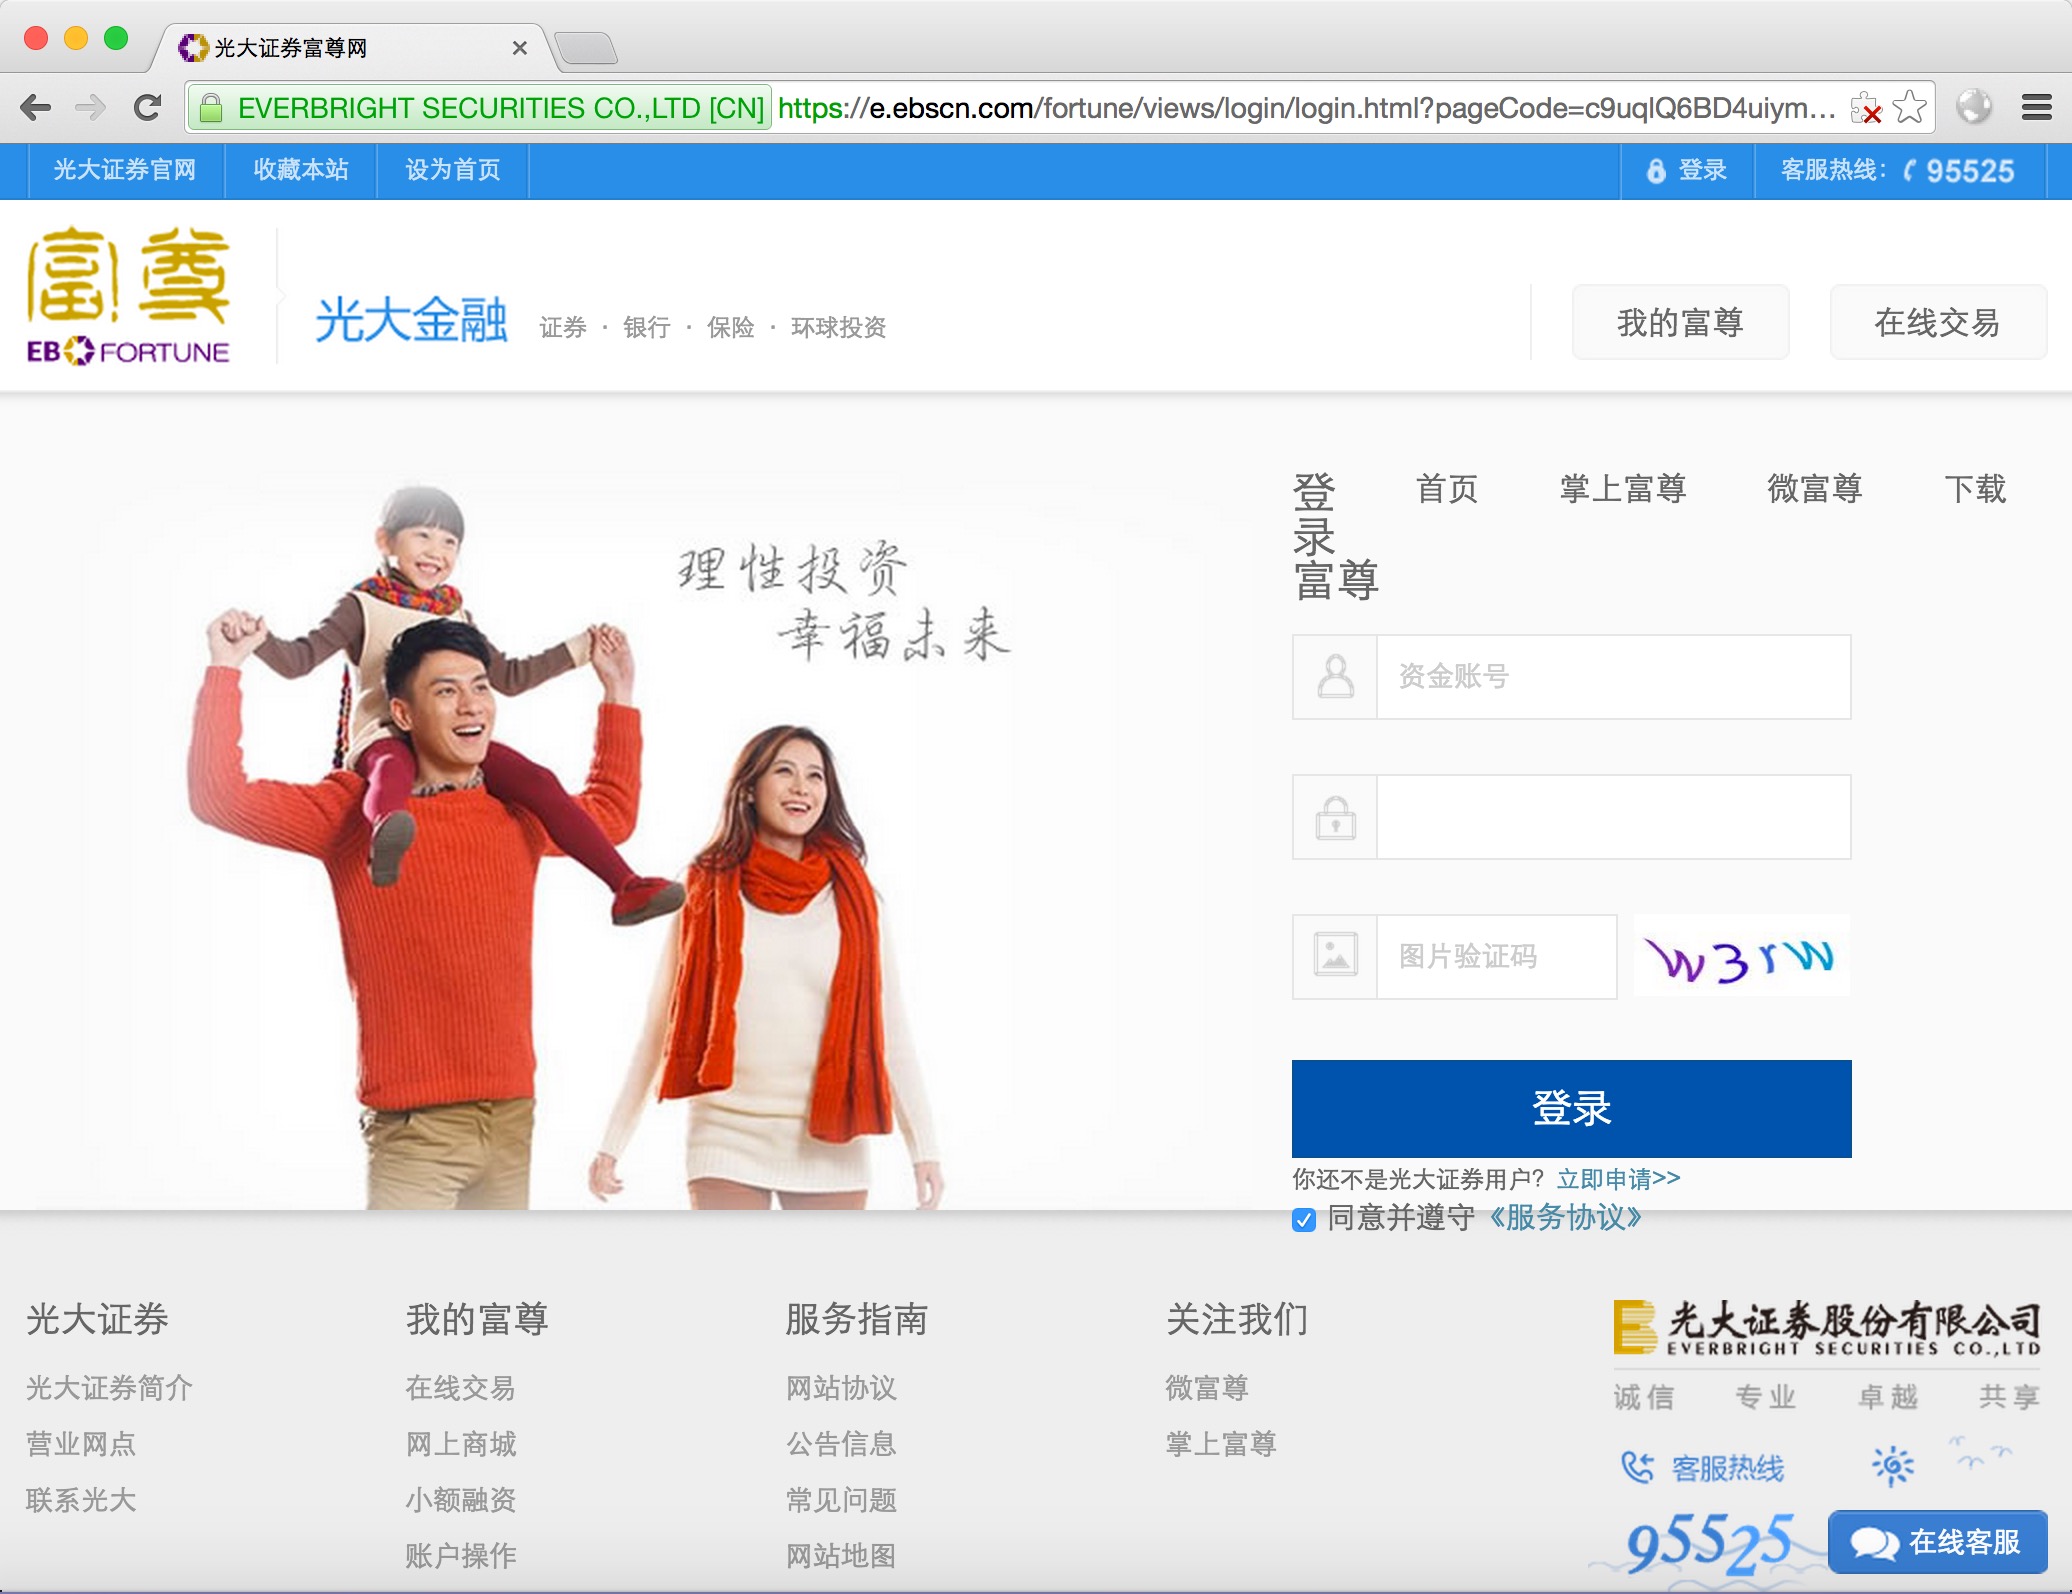 光大证券富尊网
EVERBRIGHT SECURITIES CO.,LTD [CN] https://e.ebscn.com/fortune/views/login/login.html?pageCode=c9uqlQ6BD4uiym…
光大证券官网 收藏本站 设为首页 登录 客服热线： 95525
富尊
EB FORTUNE
光大金融 证券 · 银行 · 保险 · 环球投资
我的富尊 在线交易
理性投资
幸福未来
登
录
富尊
首页 掌上富尊 微富尊 下载
资金账号
图片验证码 w3rw
登录
你还不是光大证券用户？ 立即申请>>
同意并遵守 《服务协议》
光大证券
光大证券简介
营业网点
联系光大
我的富尊
在线交易
网上商城
小额融资
账户操作
服务指南
网站协议
公告信息
常见问题
网站地图
关注我们
微富尊
掌上富尊
光大证券股份有限公司
EVERBRIGHT SECURITIES CO.,LTD
诚信 专业 卓越 共享
客服热线
95525
在线客服